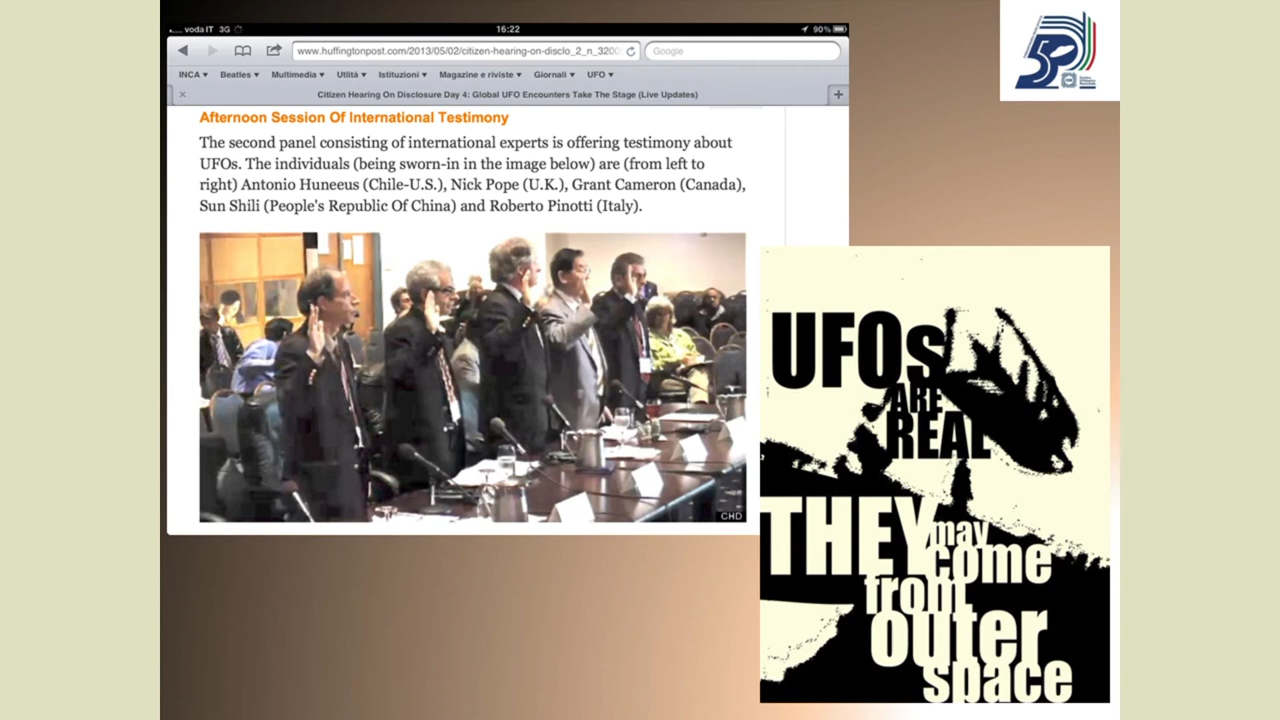 voda IT 3G 16:22 90%
www.huffingtonpost.com/2013/05/02/citizen-hearing-on-disclo_2_n_3200 Google
INCA Beatles Multimedia Utlità Istituzioni Magazine e riviste Giornali UFO
Citizen Hearing On Disclosure Day 4: Global UFO Encounters Take The Stage (Live Updates)
Afternoon Session Of International Testimony
The second panel consisting of international experts is offering testimony about
UFOs. The individuals (being sworn-in in the image below) are (from left to
right) Antonio Huneeus (Chile-U.S.), Nick Pope (U.K.), Grant Cameron (Canada),
Sun Shili (People's Republic Of China) and Roberto Pinotti (Italy).
CHD
50
UFOs
ARE
REAL
THEY
may
come
from
outer
space